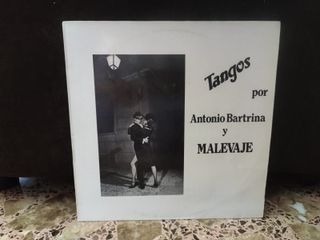 Tangos
por
Antonio Bartrina
y
MALEVAJE